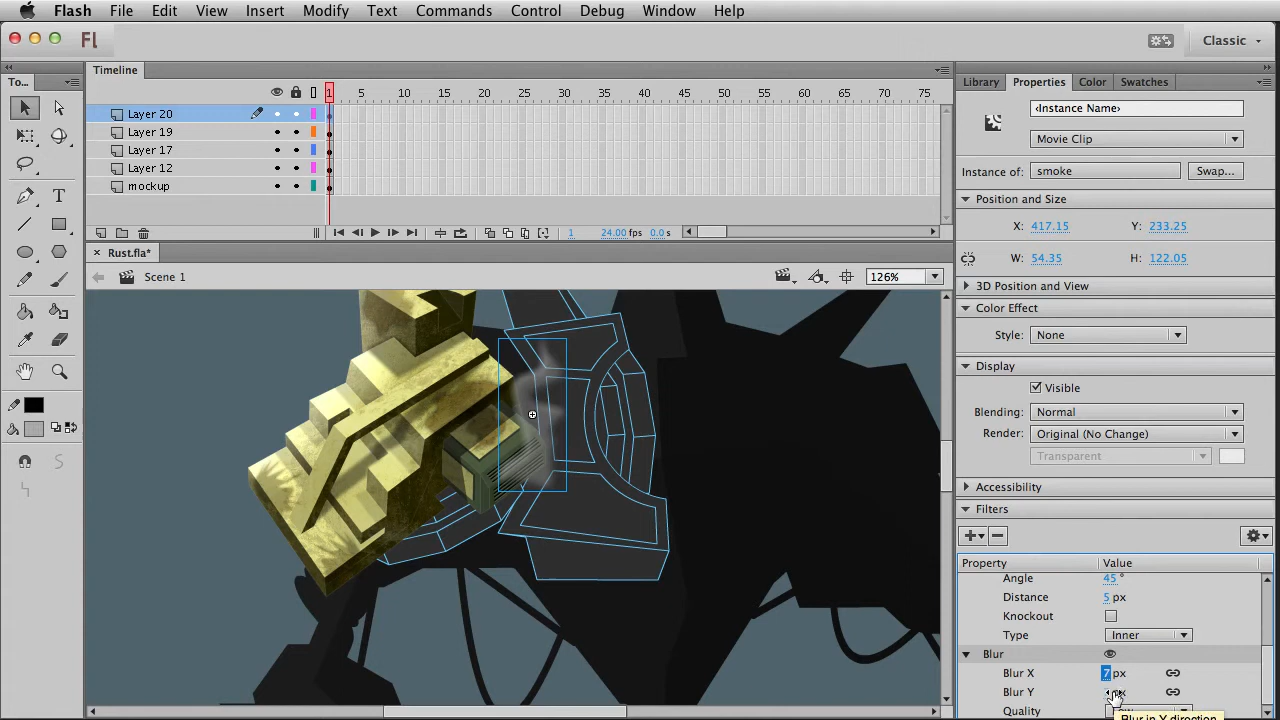 Flash File Edit View Insert Modify Text Commands Control Debug Window Help
Fl Classic
To... Timeline Library Properties Color Swatches
1 5 10 15 20 25 30 35 40 45 50 55 60 65 70 75
<Instance Name>
Layer 20
Layer 19
Movie Clip
Layer 17
Layer 12
Instance of: smoke Swap...
mockup
Position and Size
X: 417.15 Y: 233.25
1 24.00 fps 0.0 s
Rust.fla*
W: 54.35 H: 122.05
Scene 1 126%
3D Position and View
Color Effect
Style: None
Display
Visible
Blending: Normal
Render: Original (No Change)
Transparent
Accessibility
Filters
Property Value
Angle 45 °
Distance 5 px
Knockout
Type Inner
Blur
Blur X 7 px
Blur Y
Quality
Blur in Y direction